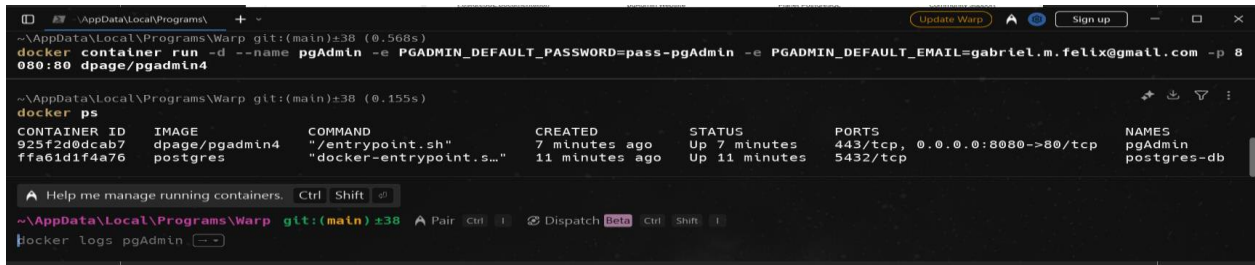 ~\AppData\Local\Programs\ + Update Warp Sign up
~\AppData\Local\Programs\Warp git:(main)±38 (0.568s)
docker container run -d --name pgAdmin -e PGADMIN_DEFAULT_PASSWORD=pass-pgAdmin -e PGADMIN_DEFAULT_EMAIL=gabriel.m.felix@gmail.com -p 8
080:80 dpage/pgadmin4
~\AppData\Local\Programs\Warp git:(main)±38 (0.155s)
docker ps
CONTAINER ID IMAGE COMMAND CREATED STATUS PORTS NAMES
925f2d0dcab7 dpage/pgadmin4 "/entrypoint.sh" 7 minutes ago Up 7 minutes 443/tcp, 0.0.0.0:8080->80/tcp pgAdmin
ffa61d1f4a76 postgres "docker-entrypoint.s…" 11 minutes ago Up 11 minutes 5432/tcp postgres-db
Help me manage running containers. Ctrl Shift ⏎
~\AppData\Local\Programs\Warp git:(main)±38 Pair Ctrl I Dispatch Beta Ctrl Shift I
docker logs pgAdmin